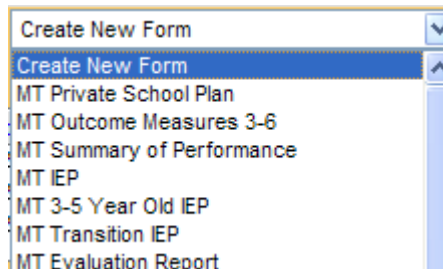 Create New Form
Create New Form
MT Private School Plan
MT Outcome Measures 3-6
MT Summary of Performance
MT IEP
MT 3-5 Year Old IEP
MT Transition IEP
MT Evaluation Report